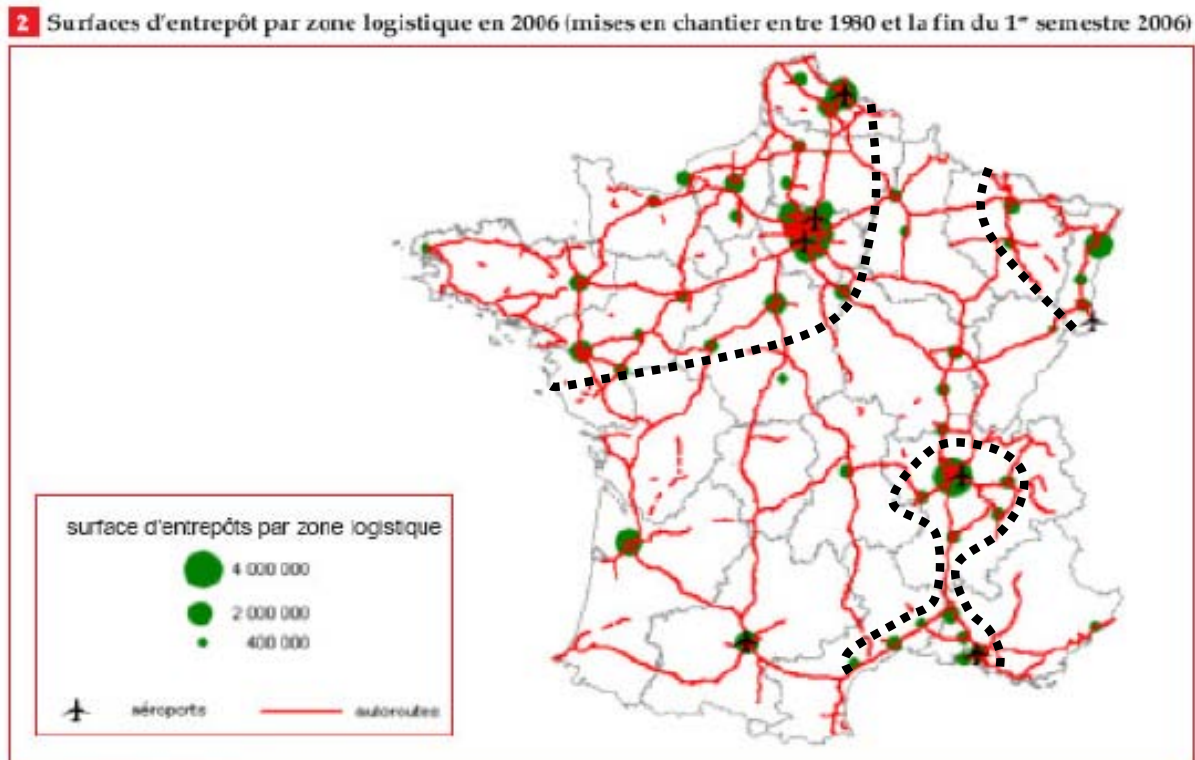 2 Surfaces d'entrepôt par zone logistique en 2006 (mises en chantier entre 1980 et la fin du 1er semestre 2006)
surface d'entrepôts par zone logistique
4 000 000
2 000 000
400 000
aéroports autoroutes